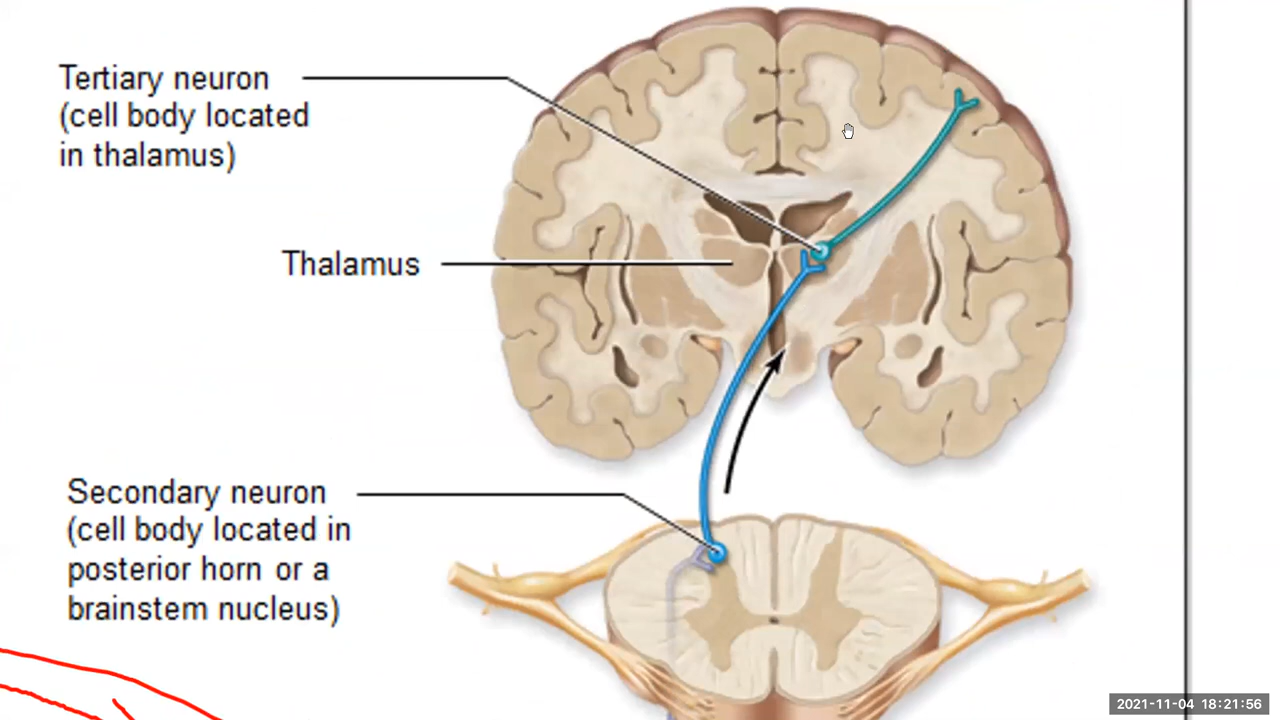 Tertiary neuron
(cell body located
in thalamus)
Thalamus
Secondary neuron
(cell body located in
posterior horn or a
brainstem nucleus)
2021-11-04 18:21:56